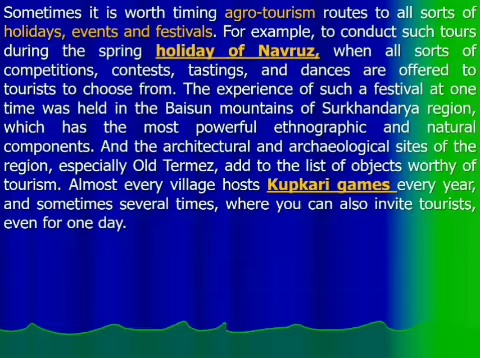 Sometimes it is worth timing agro-tourism routes to all sorts of
holidays, events and festivals. For example, to conduct such tours
during the spring holiday of Navruz, when all sorts of
competitions, contests, tastings, and dances are offered to
tourists to choose from. The experience of such a festival at one
time was held in the Baisun mountains of Surkhandarya region,
which has the most powerful ethnographic and natural
components. And the architectural and archaeological sites of the
region, especially Old Termez, add to the list of objects worthy of
tourism. Almost every village hosts Kupkari games every year,
and sometimes several times, where you can also invite tourists,
even for one day.